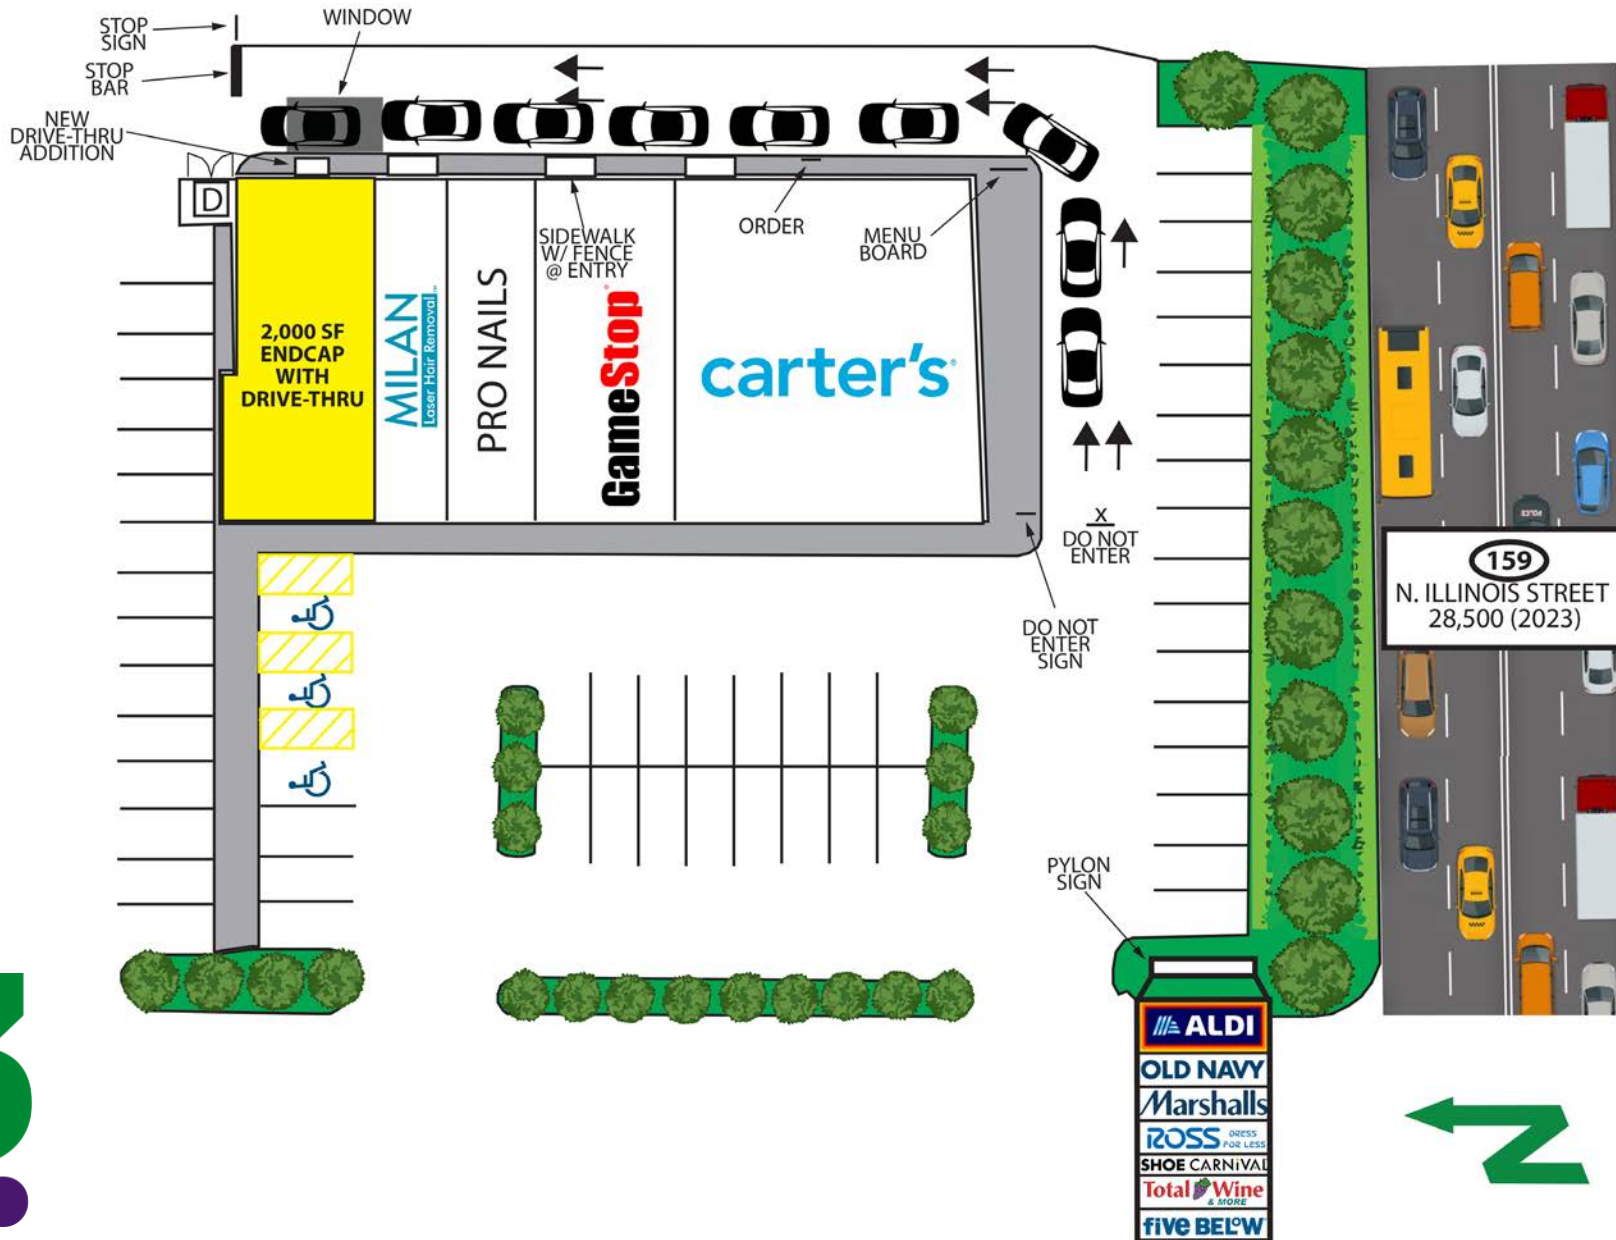 STOP
SIGN
WINDOW
STOP
BAR
NEW
DRIVE-THRU
ADDITION
D
ORDER
MENU
BOARD
SIDEWALK
W/ FENCE
@ ENTRY
2,000 SF
ENDCAP
WITH
DRIVE-THRU
MILAN
Laser Hair Removal
PRO NAILS
GameStop
carter's
X
DO NOT
ENTER
DO NOT
ENTER
SIGN
POLICE
159
N. ILLINOIS STREET
28,500 (2023)
PYLON
SIGN
ALDI
OLD NAVY
Marshalls
ROSS DRESS
FOR LESS
SHOE CARNiVAL
Total Wine
& MORE
five BELOW
N